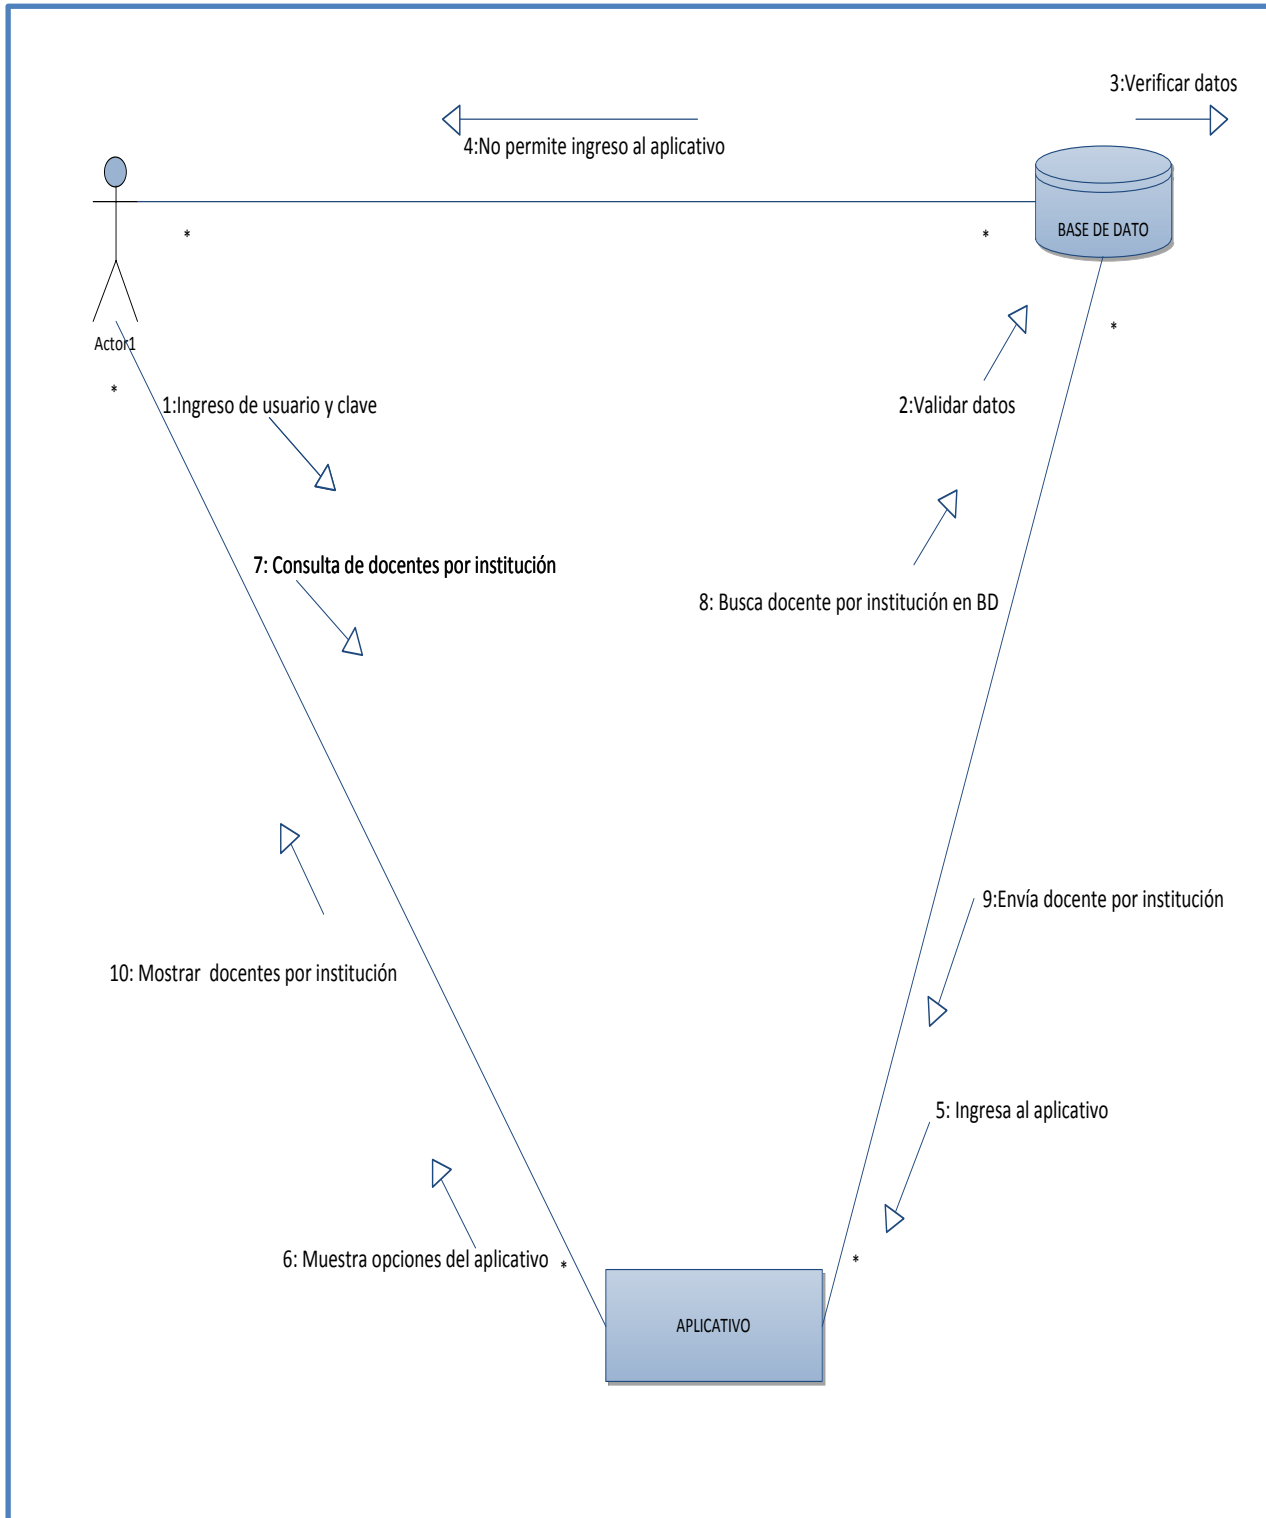 3:Verificar datos
4:No permite ingreso al aplicativo
BASE DE DATO
*
*
Actor1
*
*
1:Ingreso de usuario y clave
2:Validar datos
7: Consulta de docentes por institución
8: Busca docente por institución en BD
9:Envía docente por institución
10: Mostrar  docentes por institución
5: Ingresa al aplicativo
6: Muestra opciones del aplicativo
*
*
APLICATIVO